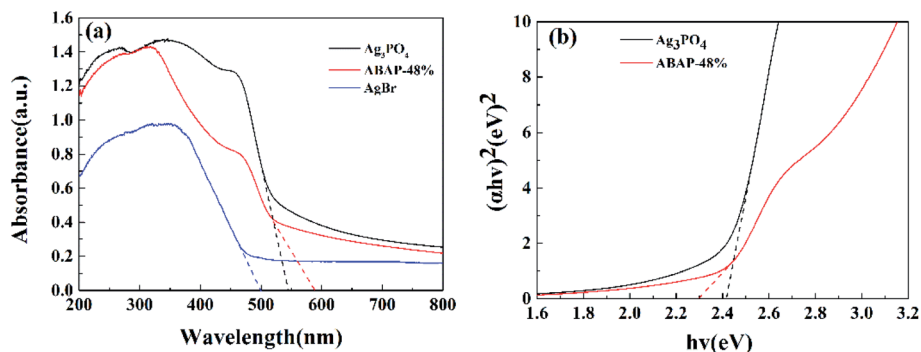 (a)
Ag₃PO₄
ABAP-48%
AgBr
Absorbance(a.u.)
1.6
1.4
1.2
1.0
0.8
0.6
0.4
0.2
0.0
200 300 400 500 600 700 800
Wavelength(nm)
(b)
Ag₃PO₄
ABAP-48%
(αhv)² (eV)²
10
8
6
4
2
0
1.6 1.8 2.0 2.2 2.4 2.6 2.8 3.0 3.2
hv(eV)